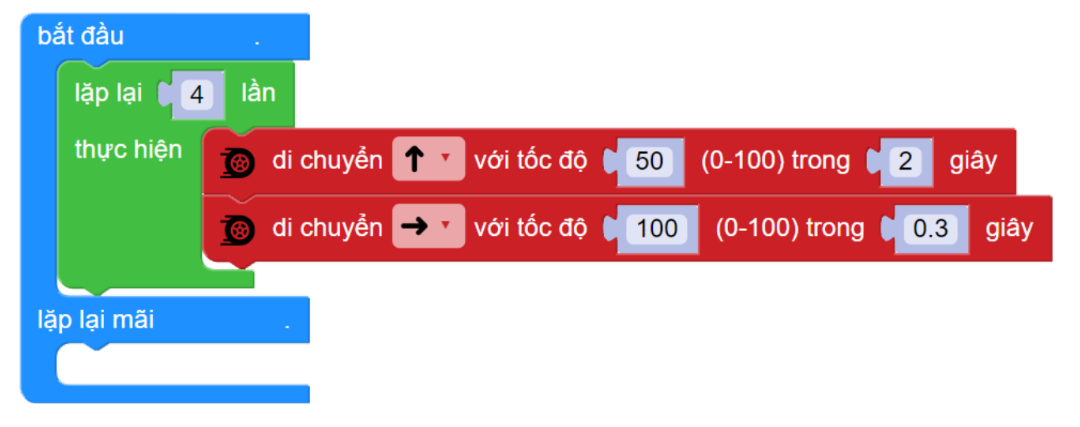 bắt đầu .
lặp lại 4 lần
thực hiện di chuyển ↑ với tốc độ 50 (0-100) trong 2 giây
di chuyển → với tốc độ 100 (0-100) trong 0.3 giây
lặp lại mãi .